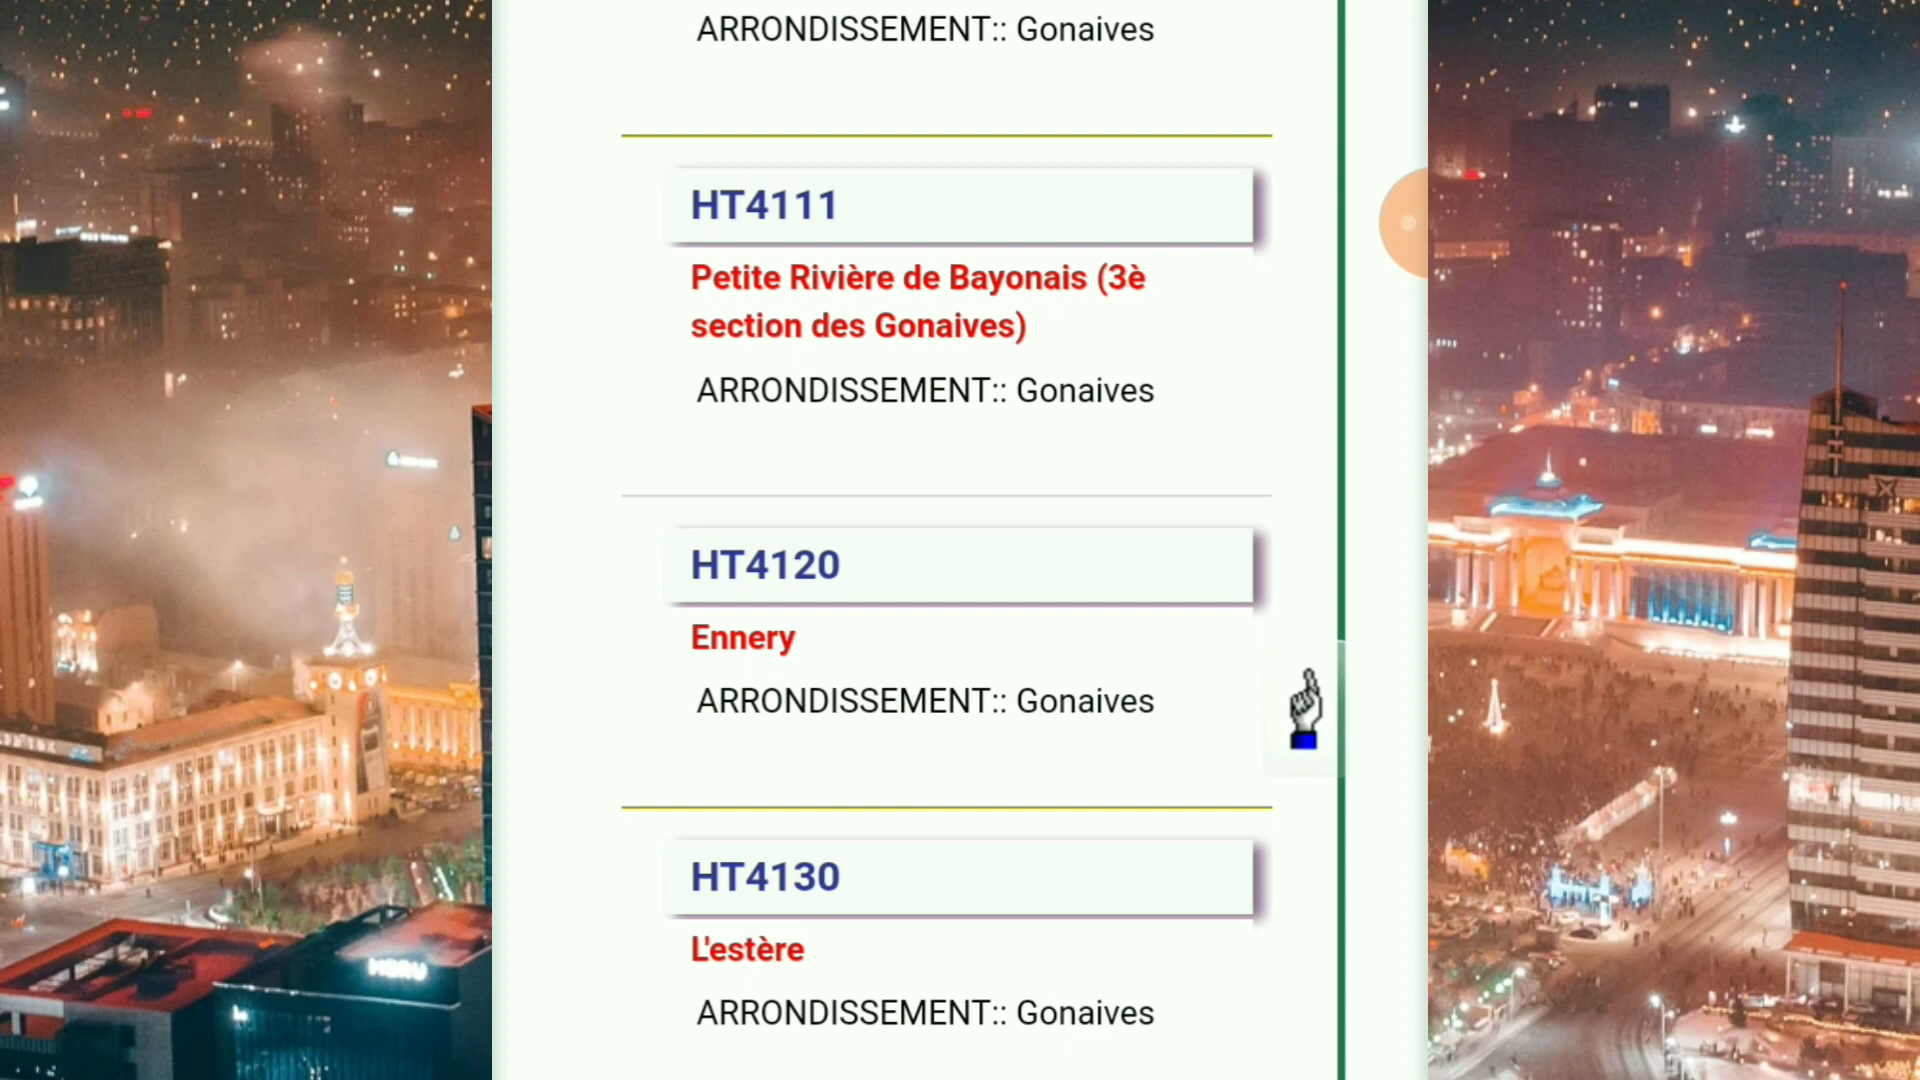 ARRONDISSEMENT:: Gonaives
HT4111
Petite Rivière de Bayonais (3è
section des Gonaives)
ARRONDISSEMENT:: Gonaives
HT4120
Ennery
ARRONDISSEMENT:: Gonaives
HT4130
L'estère
ARRONDISSEMENT:: Gonaives